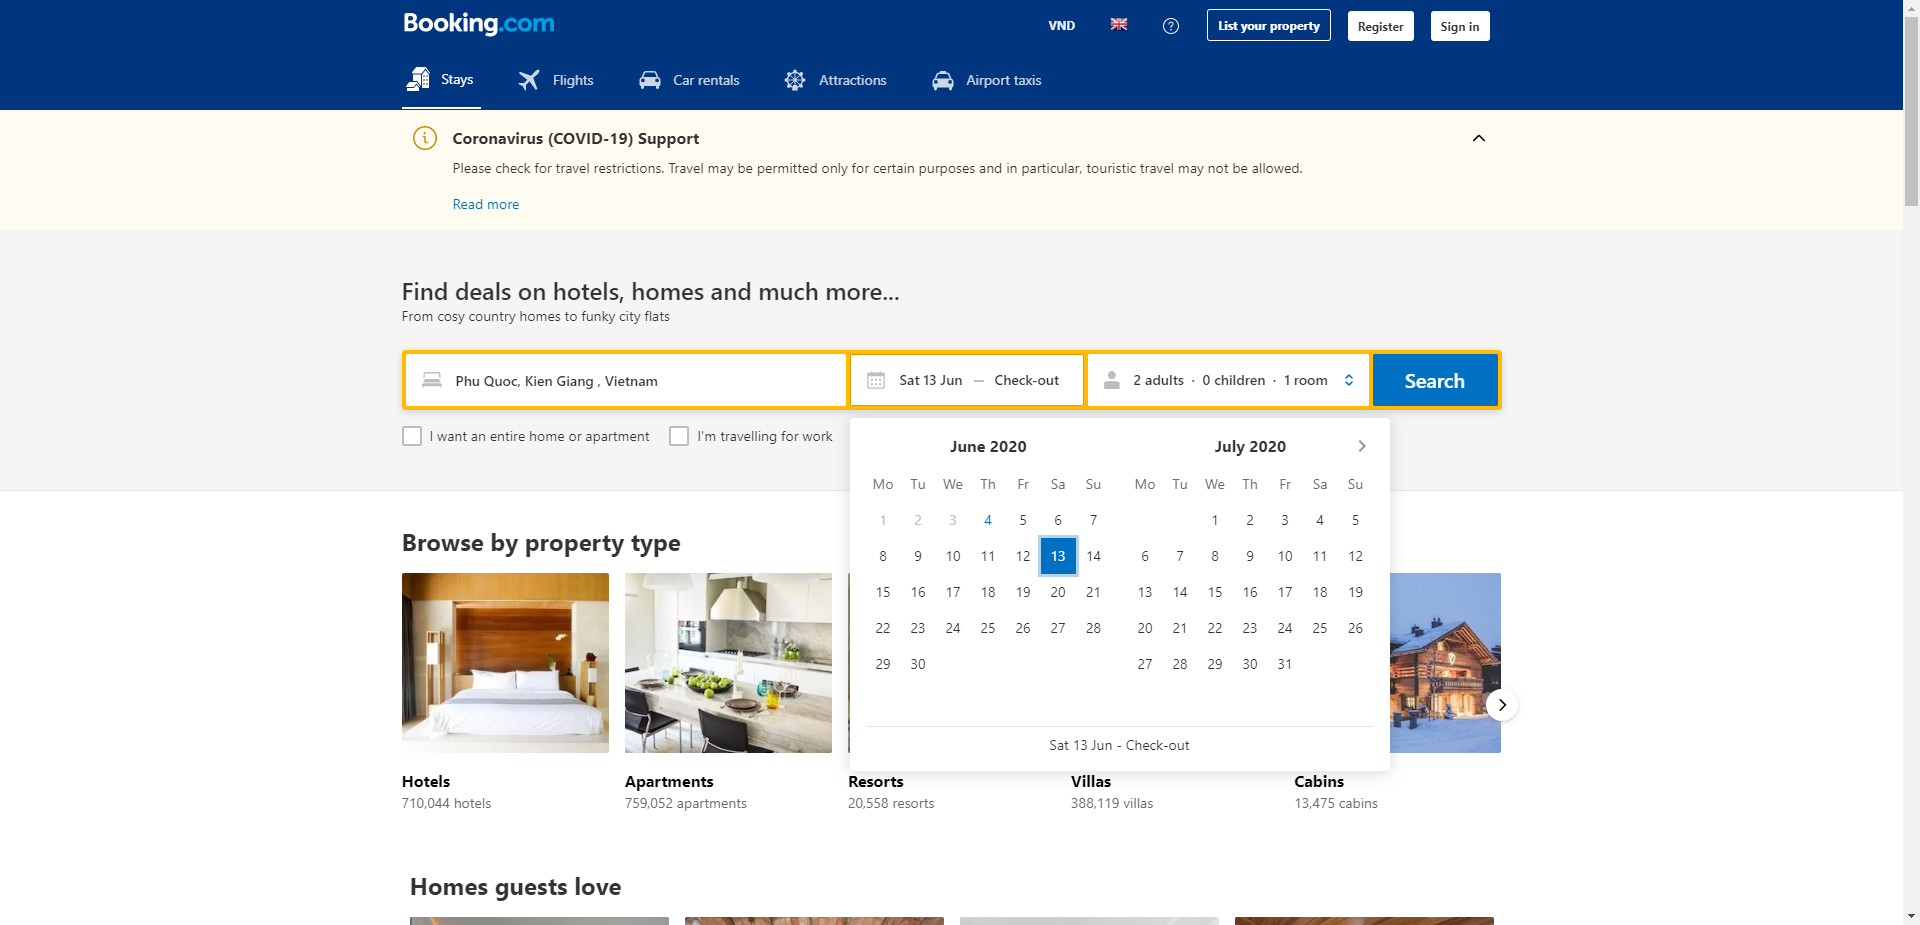 Booking.com
VND
List your property
Register
Sign in
Stays
Flights
Car rentals
Attractions
Airport taxis
Coronavirus (COVID-19) Support
Please check for travel restrictions. Travel may be permitted only for certain purposes and in particular, touristic travel may not be allowed.
Read more
Find deals on hotels, homes and much more...
From cosy country homes to funky city flats
Phu Quoc, Kien Giang , Vietnam
Sat 13 Jun — Check-out
2 adults · 0 children · 1 room
Search
I want an entire home or apartment
I'm travelling for work
June 2020
Mo Tu We Th Fr Sa Su
1 2 3 4 5 6 7
8 9 10 11 12 13 14
15 16 17 18 19 20 21
22 23 24 25 26 27 28
29 30
July 2020
Mo Tu We Th Fr Sa Su
1 2 3 4 5
6 7 8 9 10 11 12
13 14 15 16 17 18 19
20 21 22 23 24 25 26
27 28 29 30 31
Sat 13 Jun - Check-out
Browse by property type
Hotels
710,044 hotels
Apartments
759,052 apartments
Resorts
20,558 resorts
Villas
388,119 villas
Cabins
13,475 cabins
Homes guests love